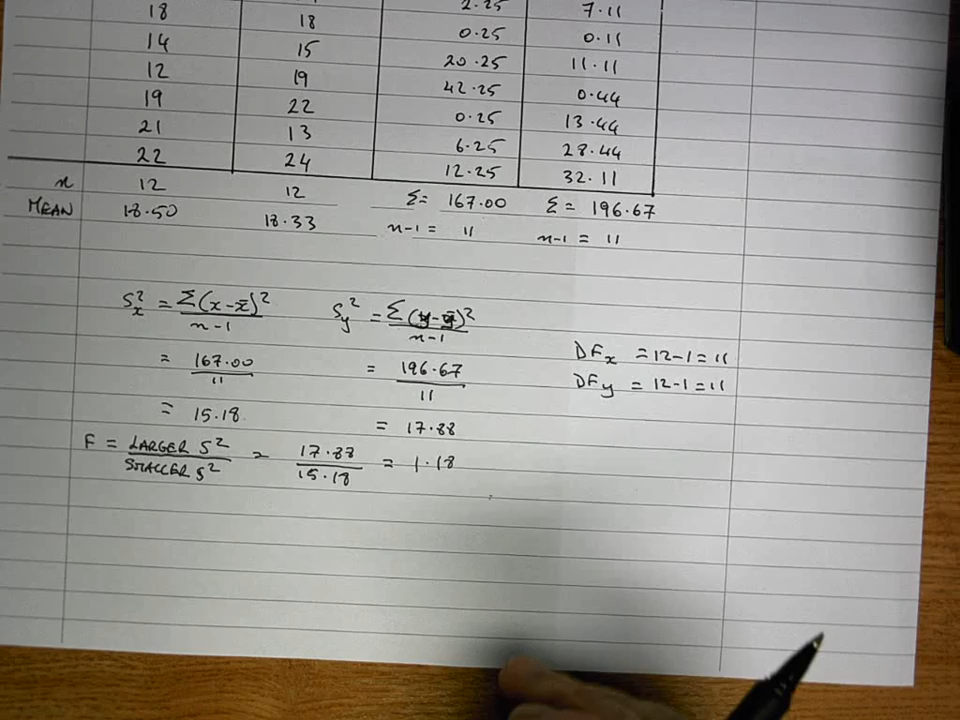 18 18 2.25 7.11
14 15 0.25 0.11
12 19 20.25 11.11
19 22 42.25 0.44
21 13 0.25 13.44
22 24 6.25 28.44
12.25 32.11
n 12 12 Σ= 167.00 Σ= 196.67
MEAN 18.50 18.33 n-1 = 11 n-1 = 11
Sx² = Σ(x-x̄)² / n-1 Sy² = Σ(y-ȳ)² / n-1
= 167.00 / 11 = 196.67 / 11 DFx = 12-1 = 11
DFy = 12-1 = 11
= 15.18 = 17.88
F = LARGER S² / SMALLER S² = 17.88 / 15.18 = 1.18